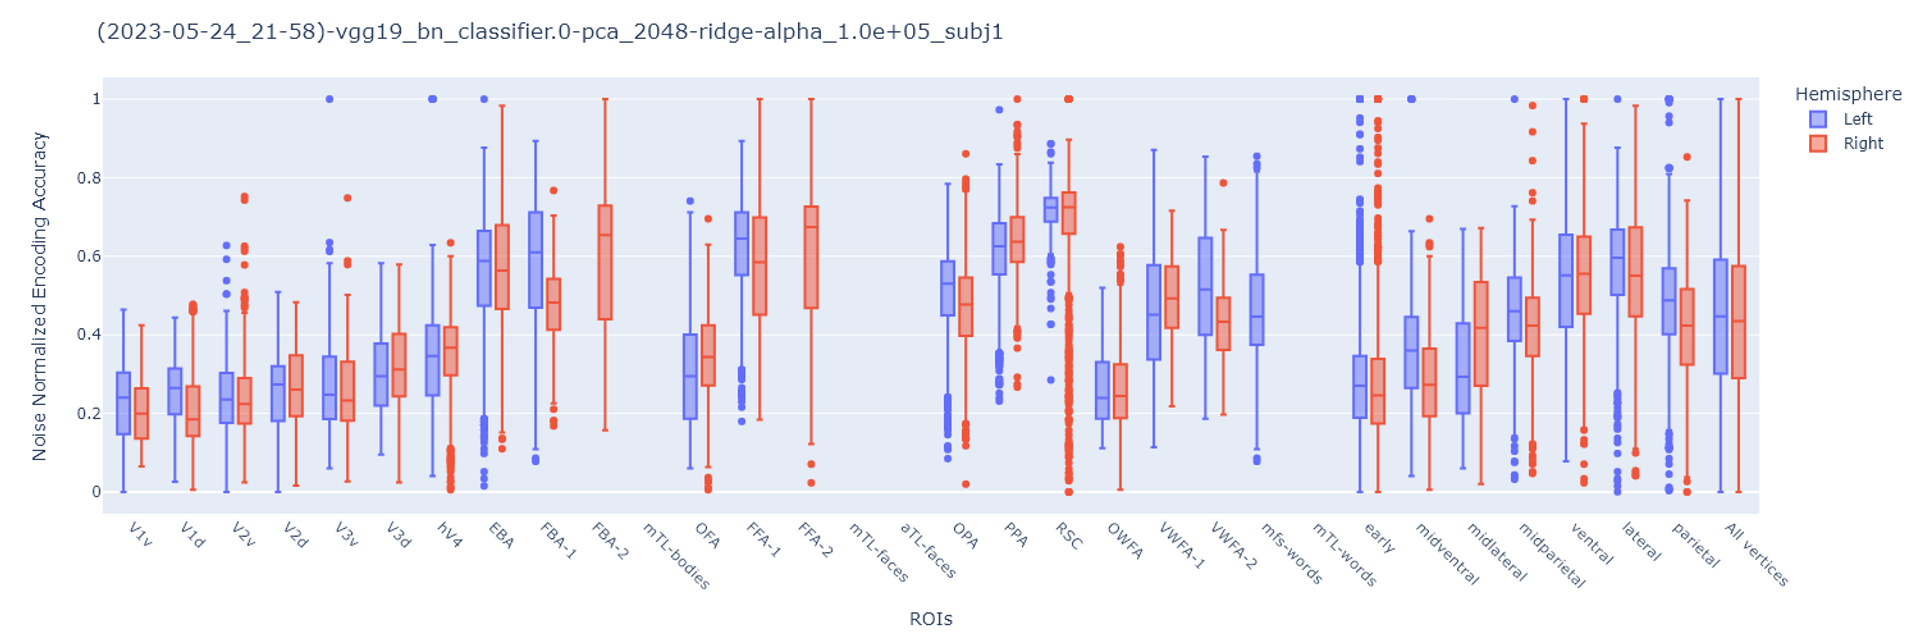 (2023-05-24_21-58)-vgg19_bn_classifier.0-pca_2048-ridge-alpha_1.0e+05_subj1
Hemisphere
Left
Right
Noise Normalized Encoding Accuracy
1
0.8
0.6
0.4
0.2
0
V1v
V1d
V2v
V2d
V3v
V3d
hV4
EBA
FBA-1
FBA-2
mTL-bodies
OFA
FFA-1
FFA-2
mTL-faces
aTL-faces
OPA
PPA
RSC
OWFA
VWFA-1
VWFA-2
mfs-words
mTL-words
early
midventral
midlateral
midparietal
ventral
lateral
parietal
All vertices
ROIs